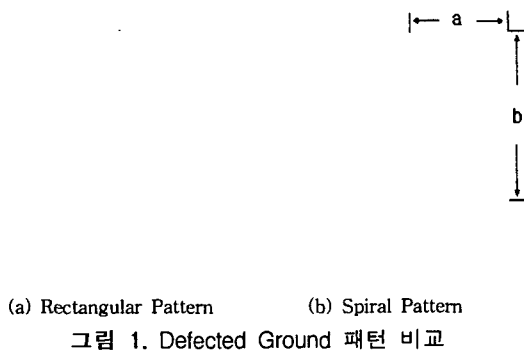 a
b
(a) Rectangular Pattern (b) Spiral Pattern
그림 1. Defected Ground 패턴 비교